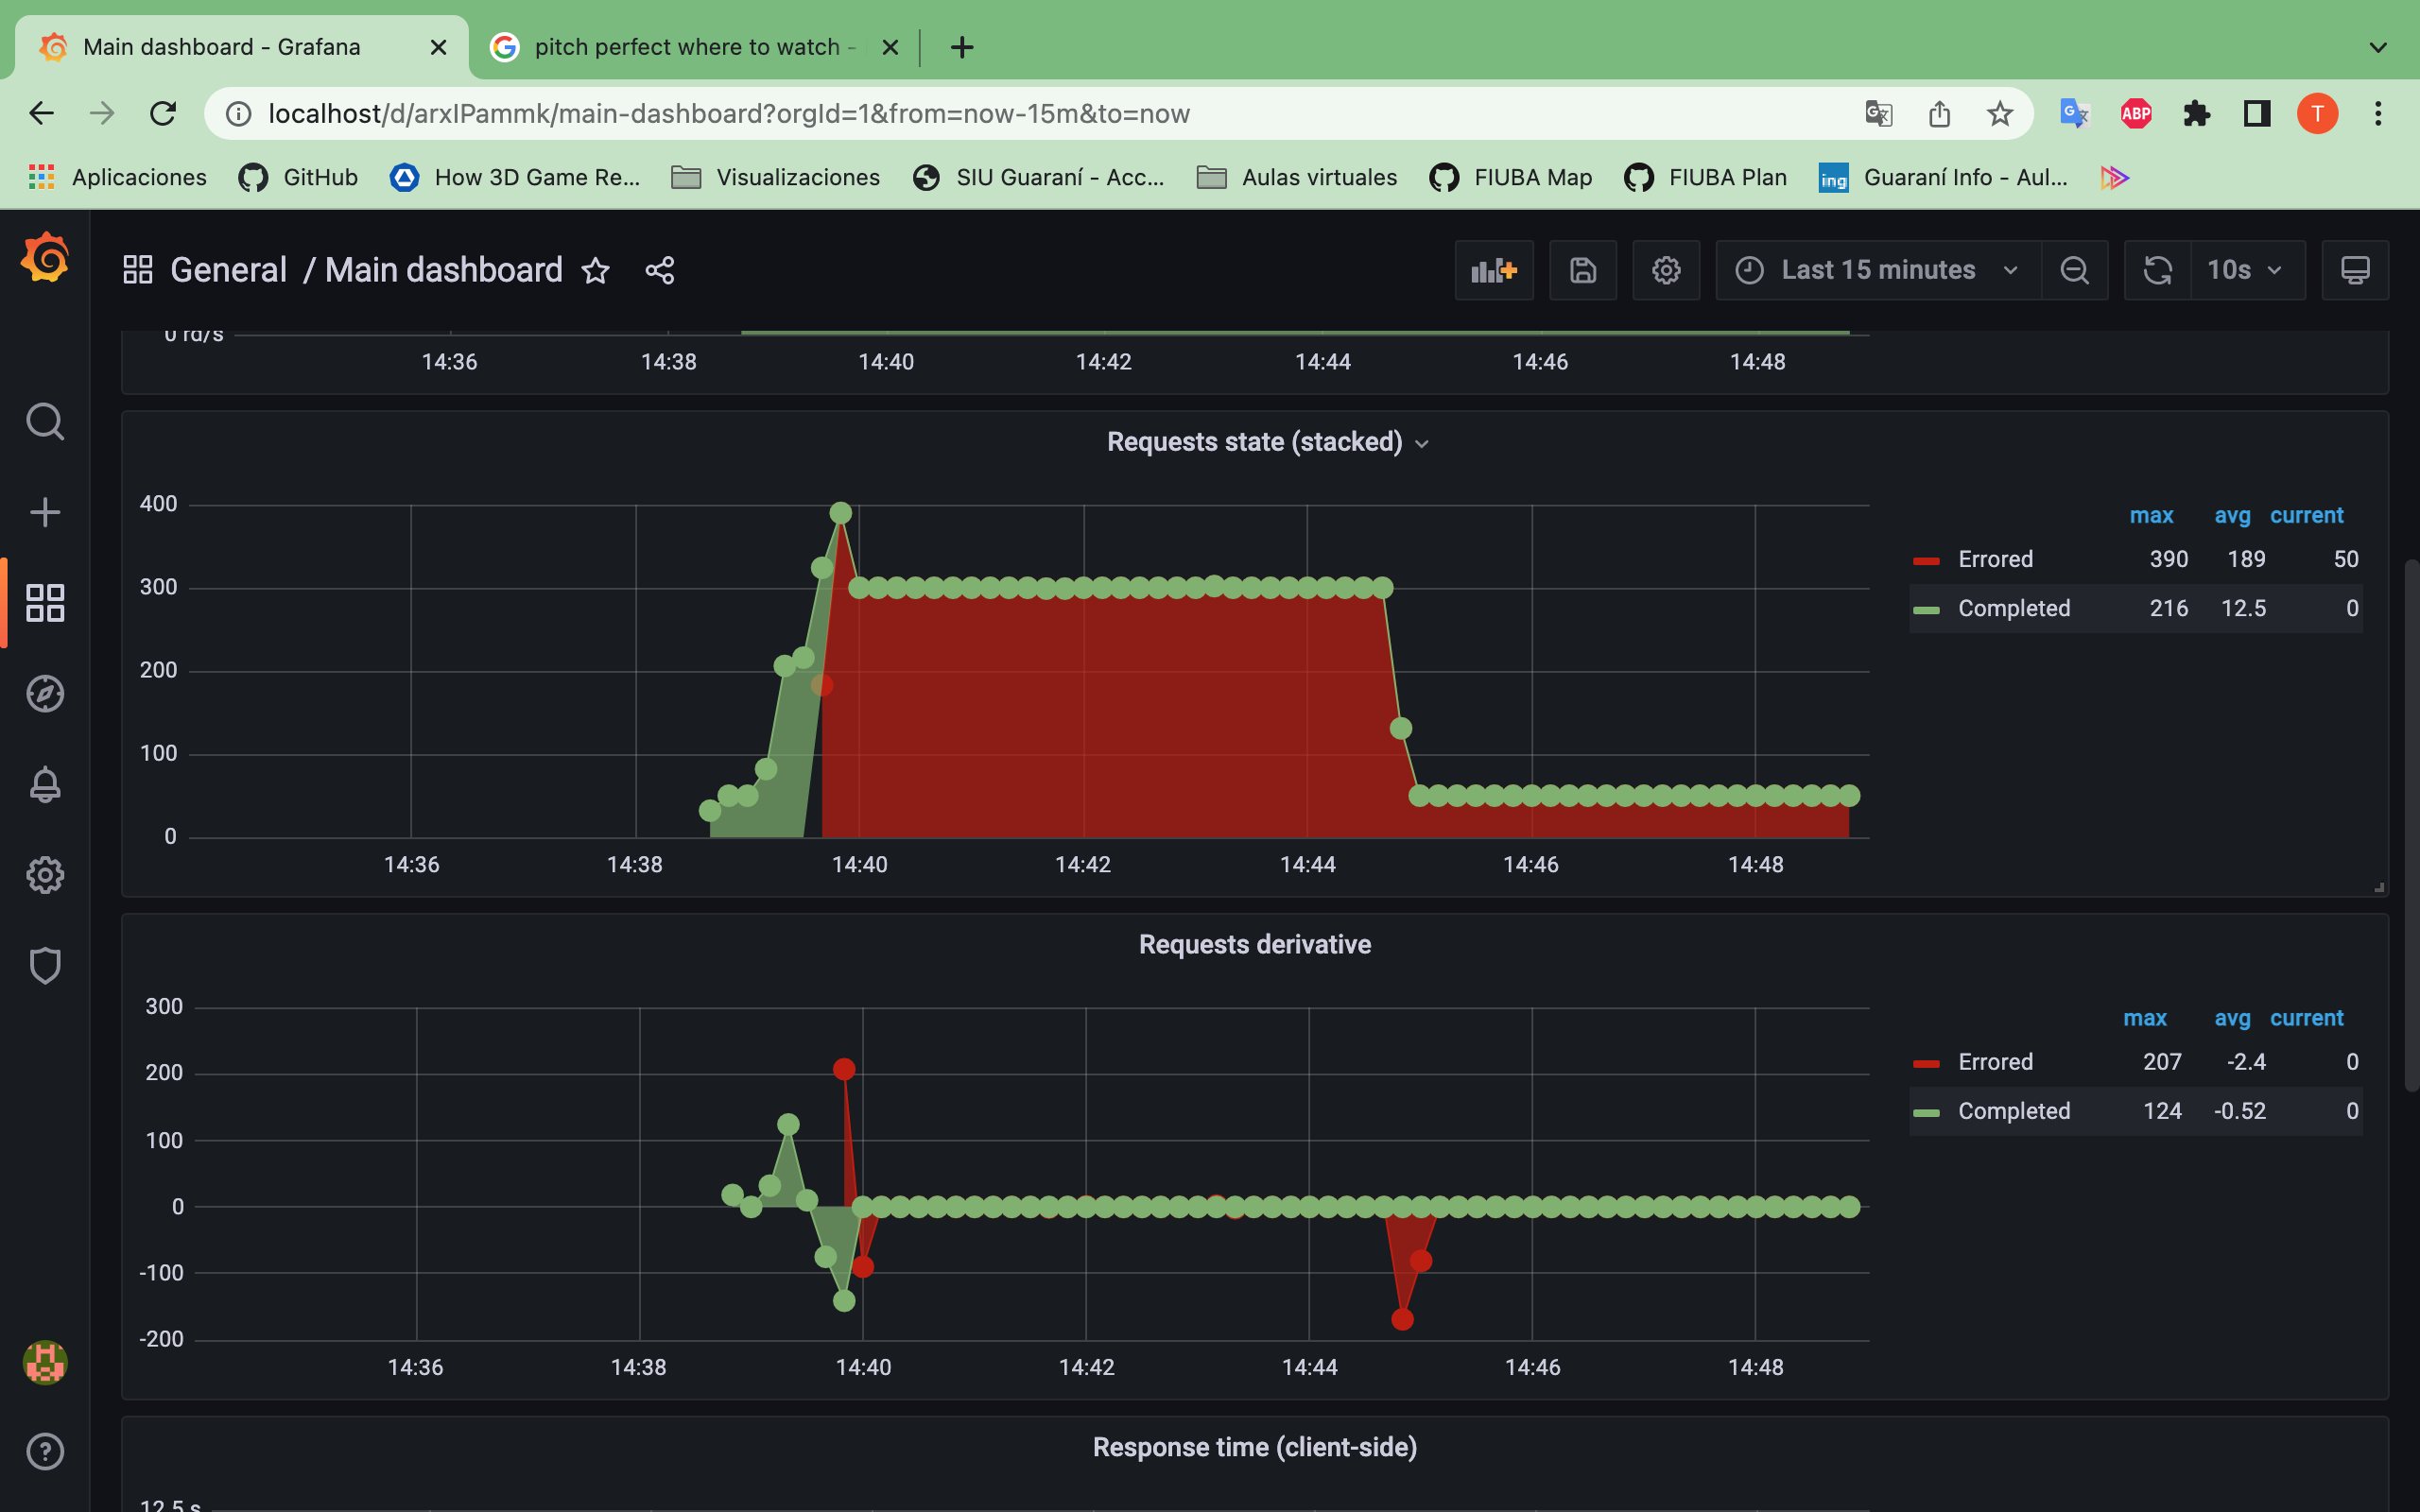 Main dashboard - Grafana
pitch perfect where to watch -
localhost/d/arxIPammk/main-dashboard?orgId=1&from=now-15m&to=now
ABP
T
Aplicaciones GitHub How 3D Game Re... Visualizaciones SIU Guaraní - Acc... Aulas virtuales FIUBA Map FIUBA Plan ing Guaraní Info - Aul...
General / Main dashboard
Last 15 minutes
10s
0 rd/s
14:36 14:38 14:40 14:42 14:44 14:46 14:48
Requests state (stacked)
400
300
200
100
0
14:36 14:38 14:40 14:42 14:44 14:46 14:48
max avg current
Errored 390 189 50
Completed 216 12.5 0
Requests derivative
300
200
100
0
-100
-200
14:36 14:38 14:40 14:42 14:44 14:46 14:48
max avg current
Errored 207 -2.4 0
Completed 124 -0.52 0
Response time (client-side)
12.5 s